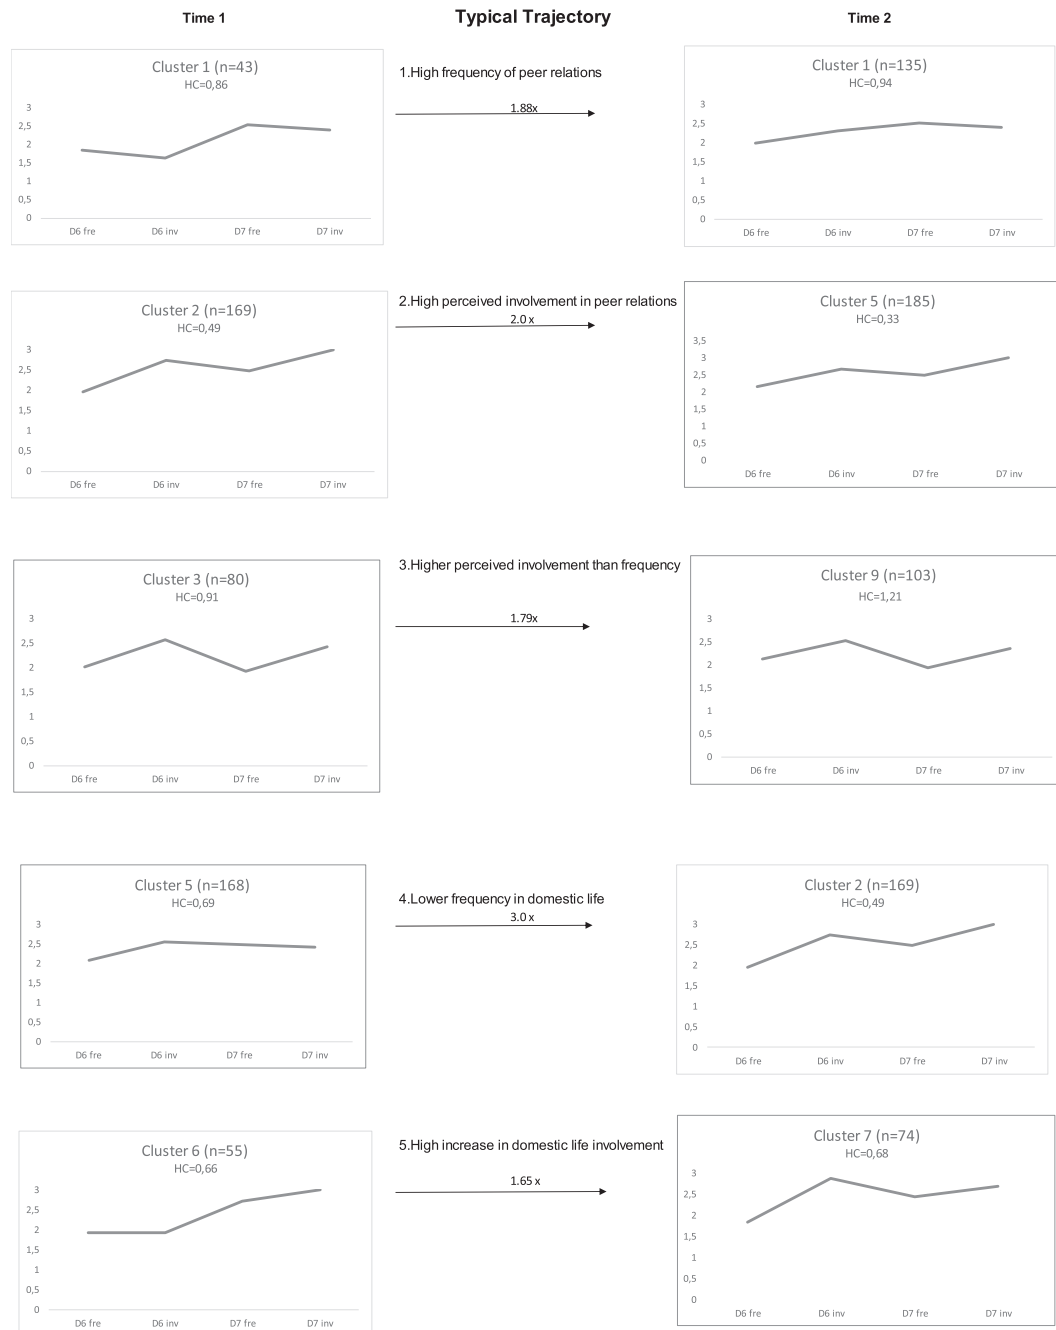 Time 1
Typical Trajectory
Time 2
Cluster 1 (n=43)
HC=0,86
3
2,5
2
1,5
1
0,5
0
D6 fre D6 inv D7 fre D7 inv
1.High frequency of peer relations
1.88x
Cluster 1 (n=135)
HC=0,94
3
2,5
2
1,5
1
0,5
0
D6 fre D6 inv D7 fre D7 inv
Cluster 2 (n=169)
HC=0,49
3
2,5
2
1,5
1
0,5
0
D6 fre D6 inv D7 fre D7 inv
2.High perceived involvement in peer relations
2.0 x
Cluster 5 (n=185)
HC=0,33
3,5
3
2,5
2
1,5
1
0,5
0
D6 fre D6 inv D7 fre D7 inv
Cluster 3 (n=80)
HC=0,91
3
2,5
2
1,5
1
0,5
0
D6 fre D6 inv D7 fre D7 inv
3.Higher perceived involvement than frequency
1.79x
Cluster 9 (n=103)
HC=1,21
3
2,5
2
1,5
1
0,5
0
D6 fre D6 inv D7 fre D7 inv
Cluster 5 (n=168)
HC=0,69
3
2,5
2
1,5
1
0,5
0
D6 fre D6 inv D7 fre D7 inv
4.Lower frequency in domestic life
3.0 x
Cluster 2 (n=169)
HC=0,49
3
2,5
2
1,5
1
0,5
0
D6 fre D6 inv D7 fre D7 inv
Cluster 6 (n=55)
HC=0,66
3
2,5
2
1,5
1
0,5
0
D6 fre D6 inv D7 fre D7 inv
5.High increase in domestic life involvement
1.65 x
Cluster 7 (n=74)
HC=0,68
3
2,5
2
1,5
1
0,5
0
D6 fre D6 inv D7 fre D7 inv